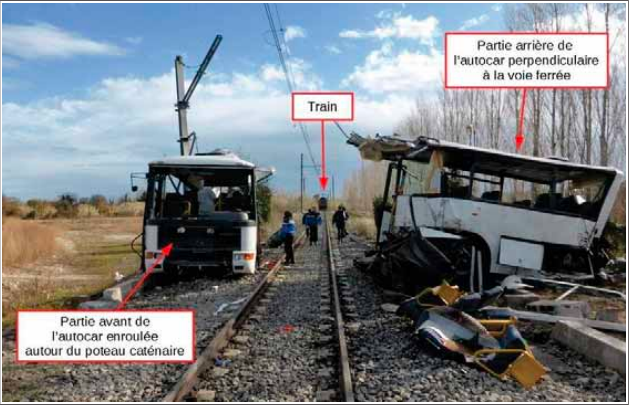 Partie arrière de
l'autocar perpendiculaire
à la voie ferrée
Train
Partie avant de
l'autocar enroulée
autour du poteau caténaire